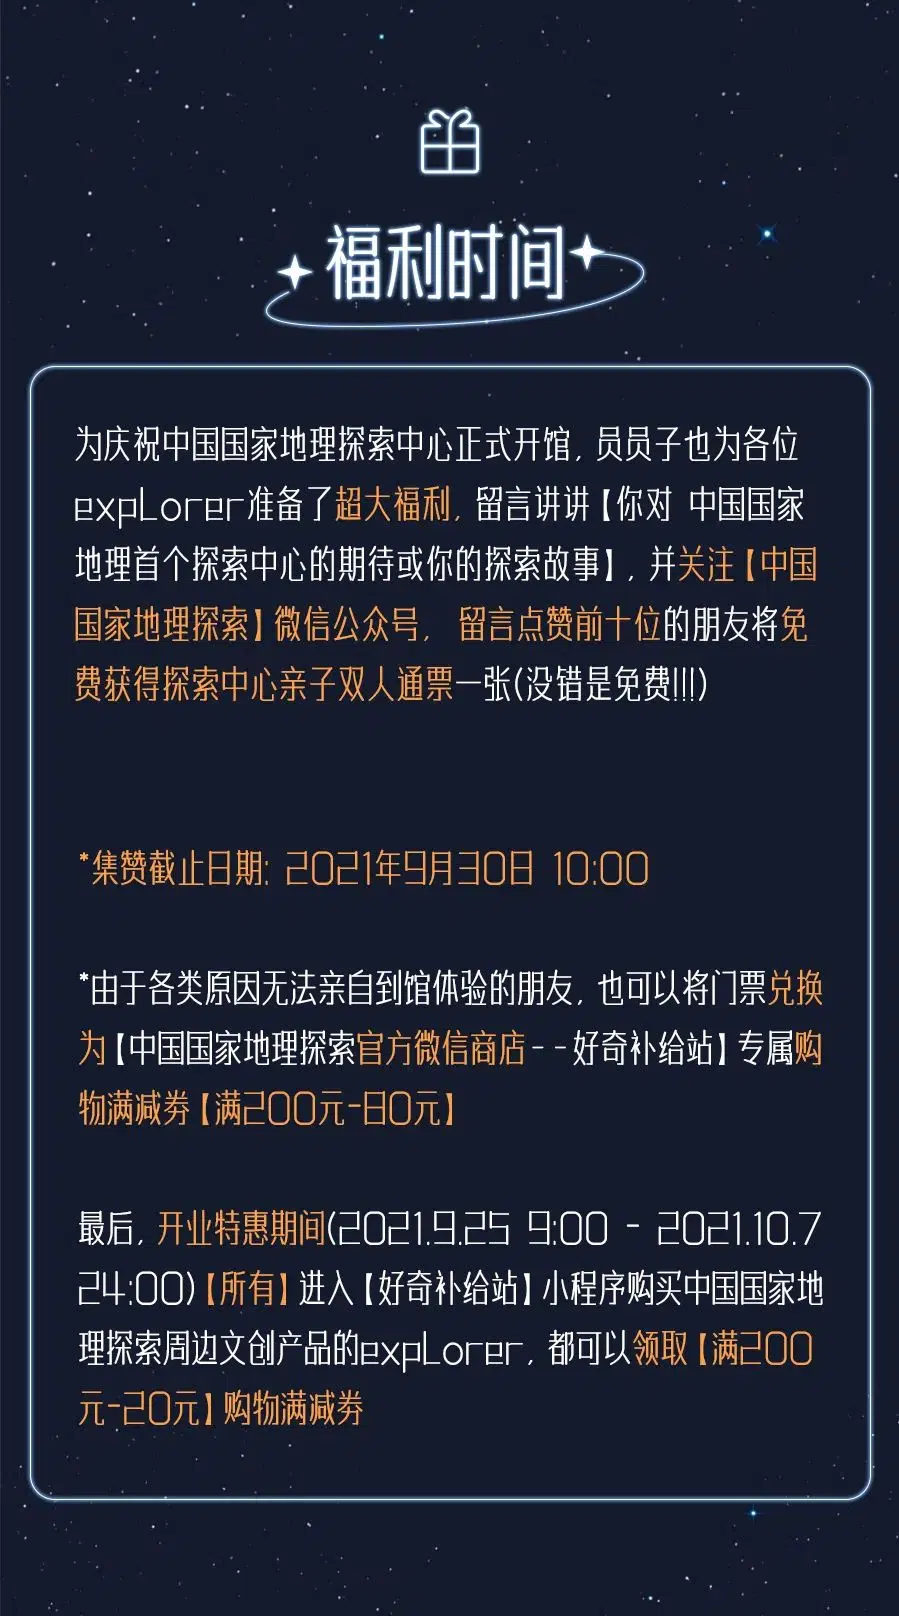 福利时间
为庆祝中国国家地理探索中心正式开馆, 员员子也为各位
expLorer准备了超大福利, 留言讲讲【你对 中国国家
地理首个探索中心的期待或你的探索故事】, 并关注【中国
国家地理探索】微信公众号, 留言点赞前十位的朋友将免
费获得探索中心亲子双人通票一张(没错是免费!!!)
*集赞截止日期: 2021年9月30日 10:00
*由于各类原因无法亲自到馆体验的朋友, 也可以将门票兑换
为【中国国家地理探索官方微信商店--好奇补给站】专属购
物满减券【满200元-80元】
最后, 开业特惠期间(2021.9.25 9:00 - 2021.10.7
24:00)【所有】进入【好奇补给站】小程序购买中国国家地
理探索周边文创产品的expLorer, 都可以领取【满200
元-20元】购物满减券